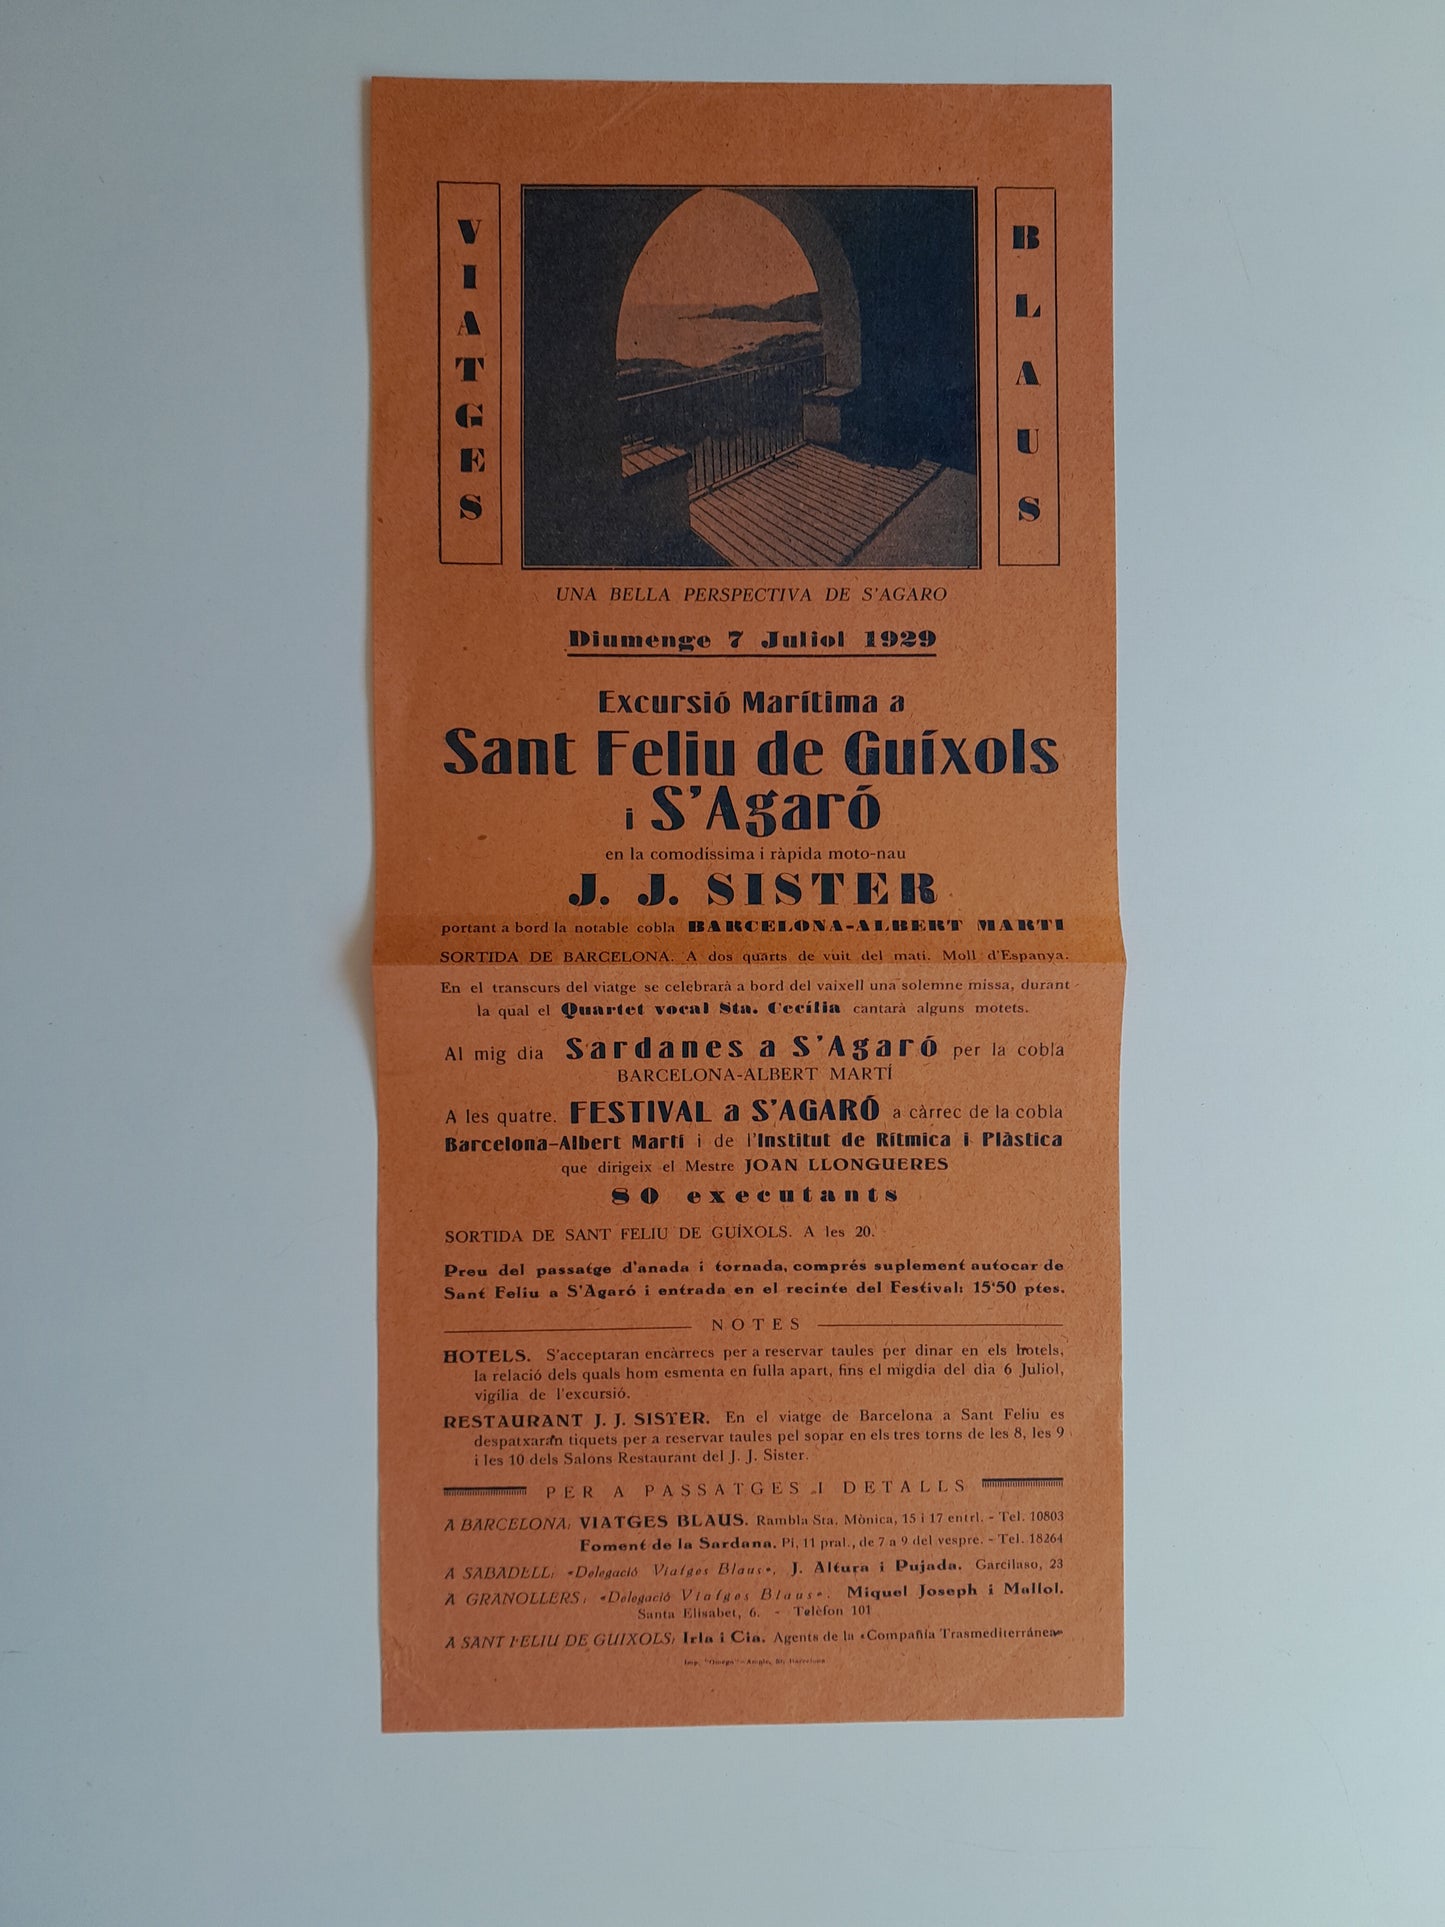 VIATGES
BLAUS
UNA BELLA PERSPECTIVA DE S'AGARO
Diumenge 7 Juliol 1929
Excursió Marítima a
Sant Feliu de Guíxols
i S'Agaró
en la comodíssima i ràpida moto-nau
J. J. SISTER
portant a bord la notable cobla BARCELONA-ALBERT MARTI
SORTIDA DE BARCELONA. A dos quarts de vuit del matí. Moll d'Espanya.
En el transcurs del viatge se celebrarà a bord del vaixell una solemne missa, durant
la qual el Quartet vocal Sta. Cecília cantarà alguns motets.
Al mig dia Sardanes a S'Agaró per la cobla
BARCELONA-ALBERT MARTÍ
A les quatre. FESTIVAL a S'AGARÓ a càrrec de la cobla
Barcelona-Albert Martí i de l'Institut de Rítmica i Plàstica
que dirigeix el Mestre JOAN LLONGUERES
80 executants
SORTIDA DE SANT FELIU DE GUÍXOLS. A les 20.
Preu del passatge d'anada i tornada, comprés suplement autocar de
Sant Feliu a S'Agaró i entrada en el recinte del Festival: 15'50 ptes.
NOTES
HOTELS. S'acceptaran encàrrecs per a reservar taules per dinar en els hotels,
la relació dels quals hom esmenta en fulla apart, fins el migdia del dia 6 Juliol,
vigília de l'excursió.
RESTAURANT J. J. SISTER. En el viatge de Barcelona a Sant Feliu es
despatxaran tiquets per a reservar taules pel sopar en els tres torns de les 8, les 9
i les 10 dels Salons Restaurant del J. J. Sister.
PER A PASSATGES I DETALLS
A BARCELONA: VIATGES BLAUS. Rambla Sta. Mònica, 15 i 17 entrl. - Tel. 10803
Foment de la Sardana. Pi, 11 pral., de 7 a 9 del vespre. - Tel. 18264
A SABADELL: «Delegació Viatges Blaus», J. Altura i Pujada. Garcilaso, 23
A GRANOLLERS: «Delegació Viatges Blaus». Miquel Joseph i Mallol.
Santa Elisabet, 6. - Telèfon 101
A SANT FELIU DE GUIXOLS: Irla i Cia. Agents de la «Compañía Trasmediterránea»
Imp. "Omega" - Ample, 53, Barcelona